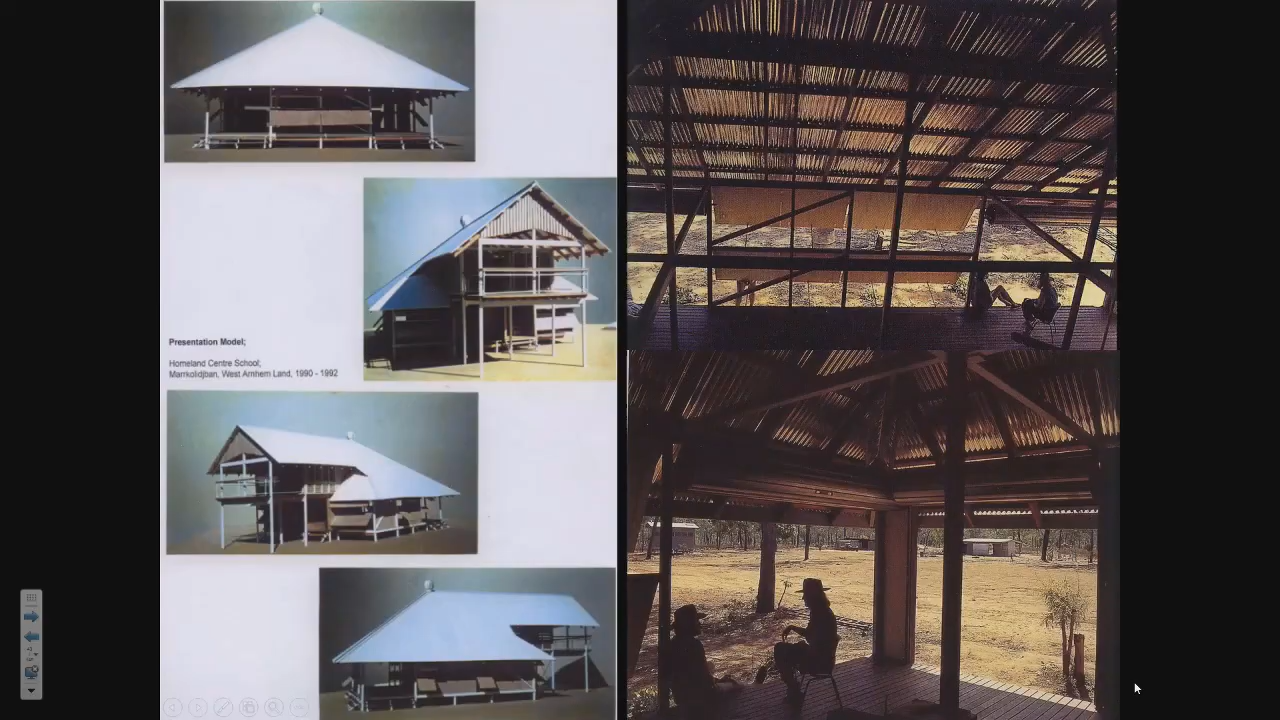 Presentation Model;
Homeland Centre School;
Marrkolidjban, West Arnhem Land, 1990 - 1992